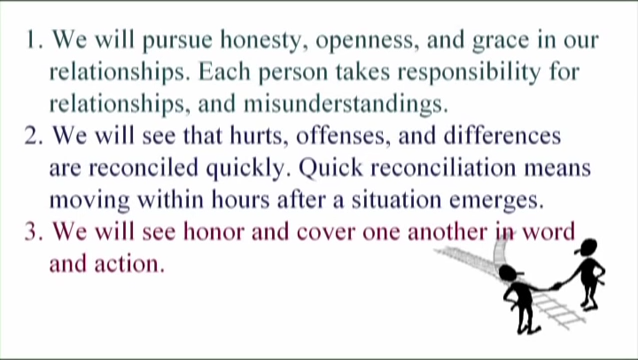 1. We will pursue honesty, openness, and grace in our
relationships. Each person takes responsibility for
relationships, and misunderstandings.
2. We will see that hurts, offenses, and differences
are reconciled quickly. Quick reconciliation means
moving within hours after a situation emerges.
3. We will see honor and cover one another in word
and action.